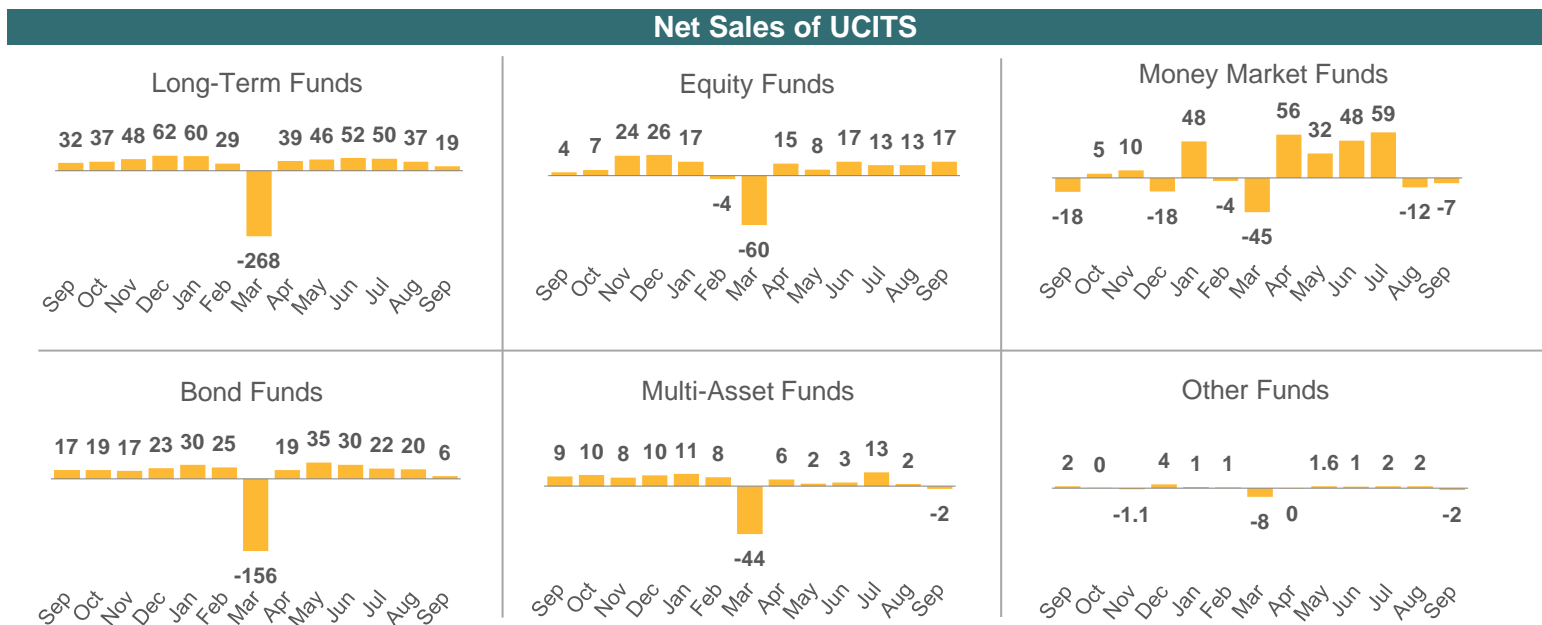 Net Sales of UCITS
Long-Term Funds
32 37 48 62 60 29 39 46 52 50 37 19
-268
Sep Oct Nov Dec Jan Feb Mar Apr May Jun Jul Aug Sep
Equity Funds
4 7 24 26 17 15 8 17 13 13 17
-4
-60
Sep Oct Nov Dec Jan Feb Mar Apr May Jun Jul Aug Sep
Money Market Funds
5 10 48 56 32 48 59
-18 -18 -4 -45 -12 -7
Sep Oct Nov Dec Jan Feb Mar Apr May Jun Jul Aug Sep
Bond Funds
17 19 17 23 30 25 19 35 30 22 20 6
-156
Sep Oct Nov Dec Jan Feb Mar Apr May Jun Jul Aug Sep
Multi-Asset Funds
9 10 8 10 11 8 6 2 3 13 2
-2
-44
Sep Oct Nov Dec Jan Feb Mar Apr May Jun Jul Aug Sep
Other Funds
2 0 4 1 1 1.6 1 2 2
-1.1 -8 0 -2
Sep Oct Nov Dec Jan Feb Mar Apr May Jun Jul Aug Sep